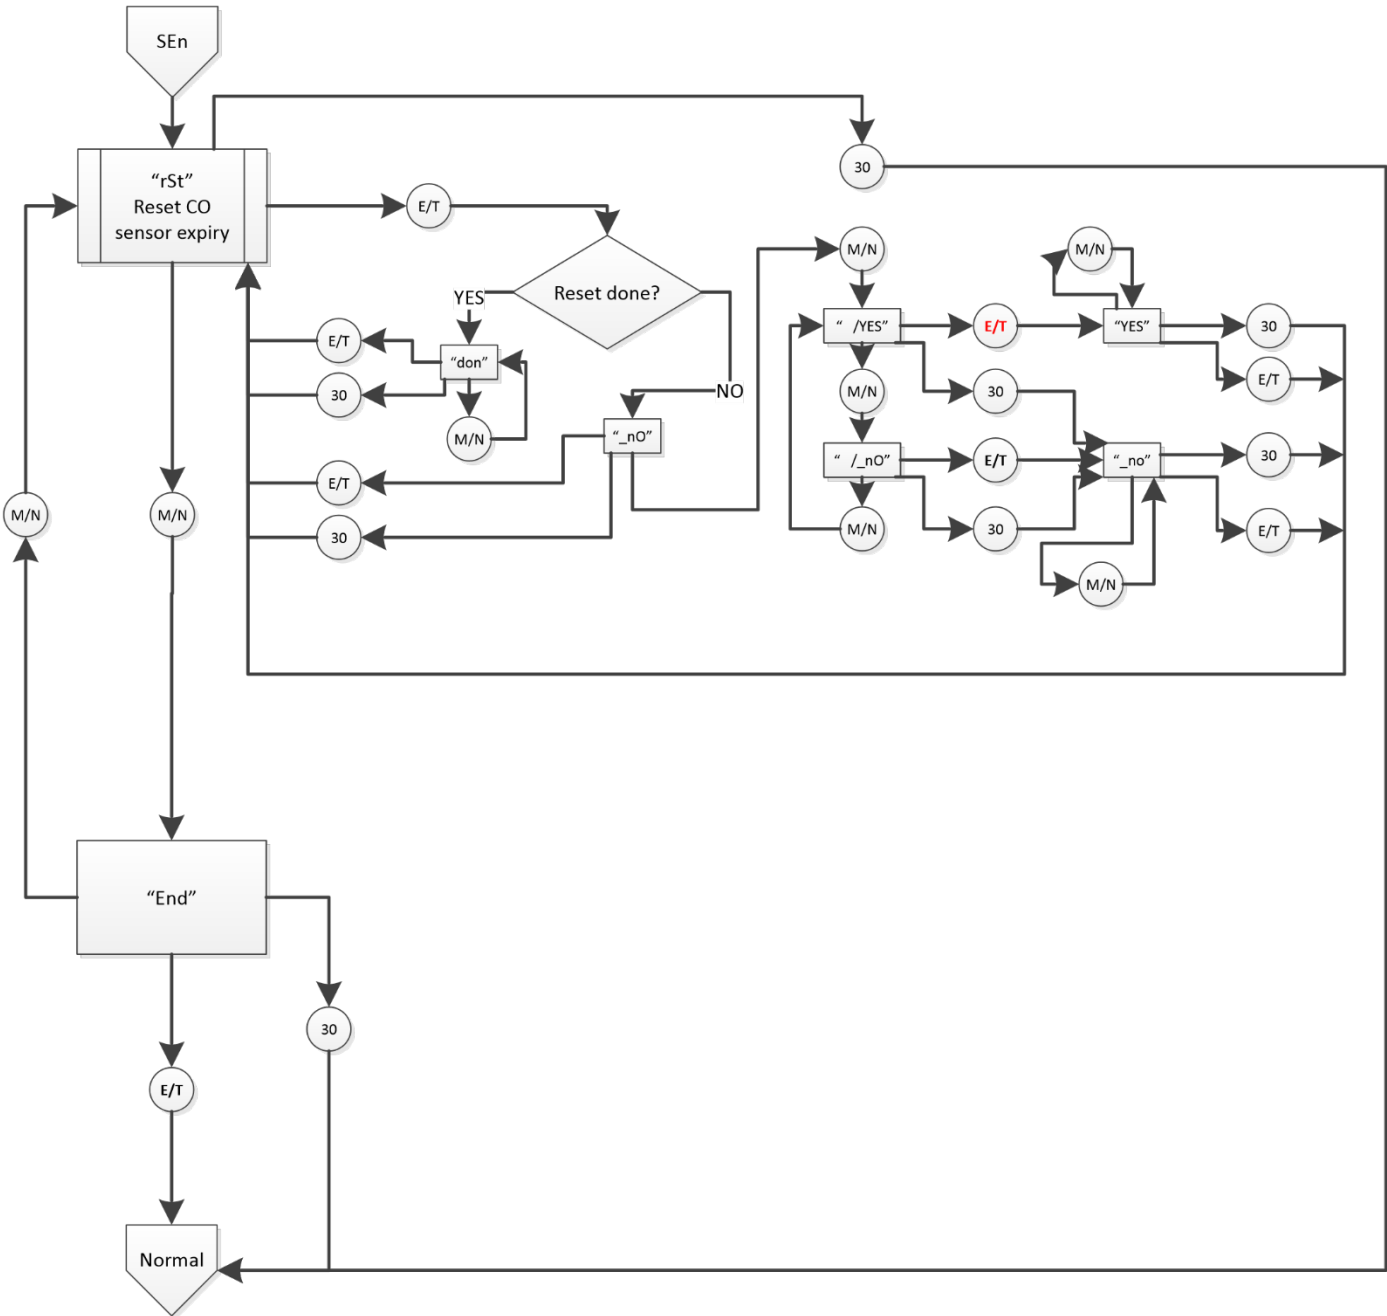 SEn
30
“rSt”
Reset CO
sensor expiry
E/T
M/N
M/N
Reset done?
YES
“ /YES”
E/T
“YES”
30
E/T
“don”
E/T
30
M/N
30
NO
M/N
“_nO”
“ /_nO”
E/T
“_no”
30
E/T
M/N
M/N
M/N
30
E/T
30
M/N
“End”
30
E/T
Normal